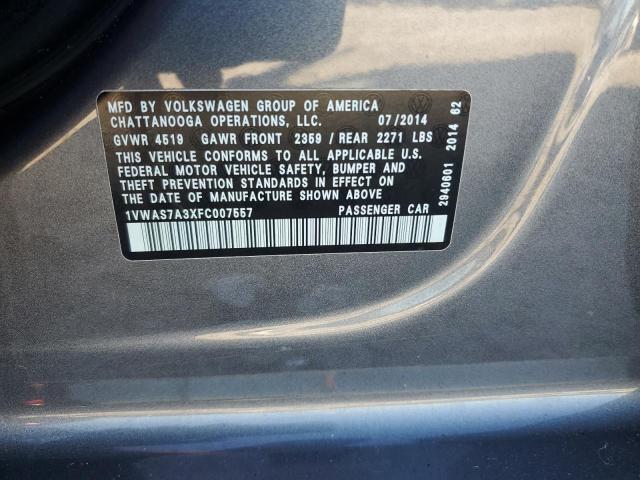 MFD BY VOLKSWAGEN GROUP OF AMERICA
CHATTANOOGA OPERATIONS, LLC. 07/2014
GVWR 4519 GAWR FRONT 2359 / REAR 2271 LBS
THIS VEHICLE CONFORMS TO ALL APPLICABLE U.S.
FEDERAL MOTOR VEHICLE SAFETY, BUMPER AND
THEFT PREVENTION STANDARDS IN EFFECT ON
THE DATE OF MANUFACTURE SHOWN ABOVE
1VWAS7A3XFC007557 PASSENGER CAR
2940601 2014 62